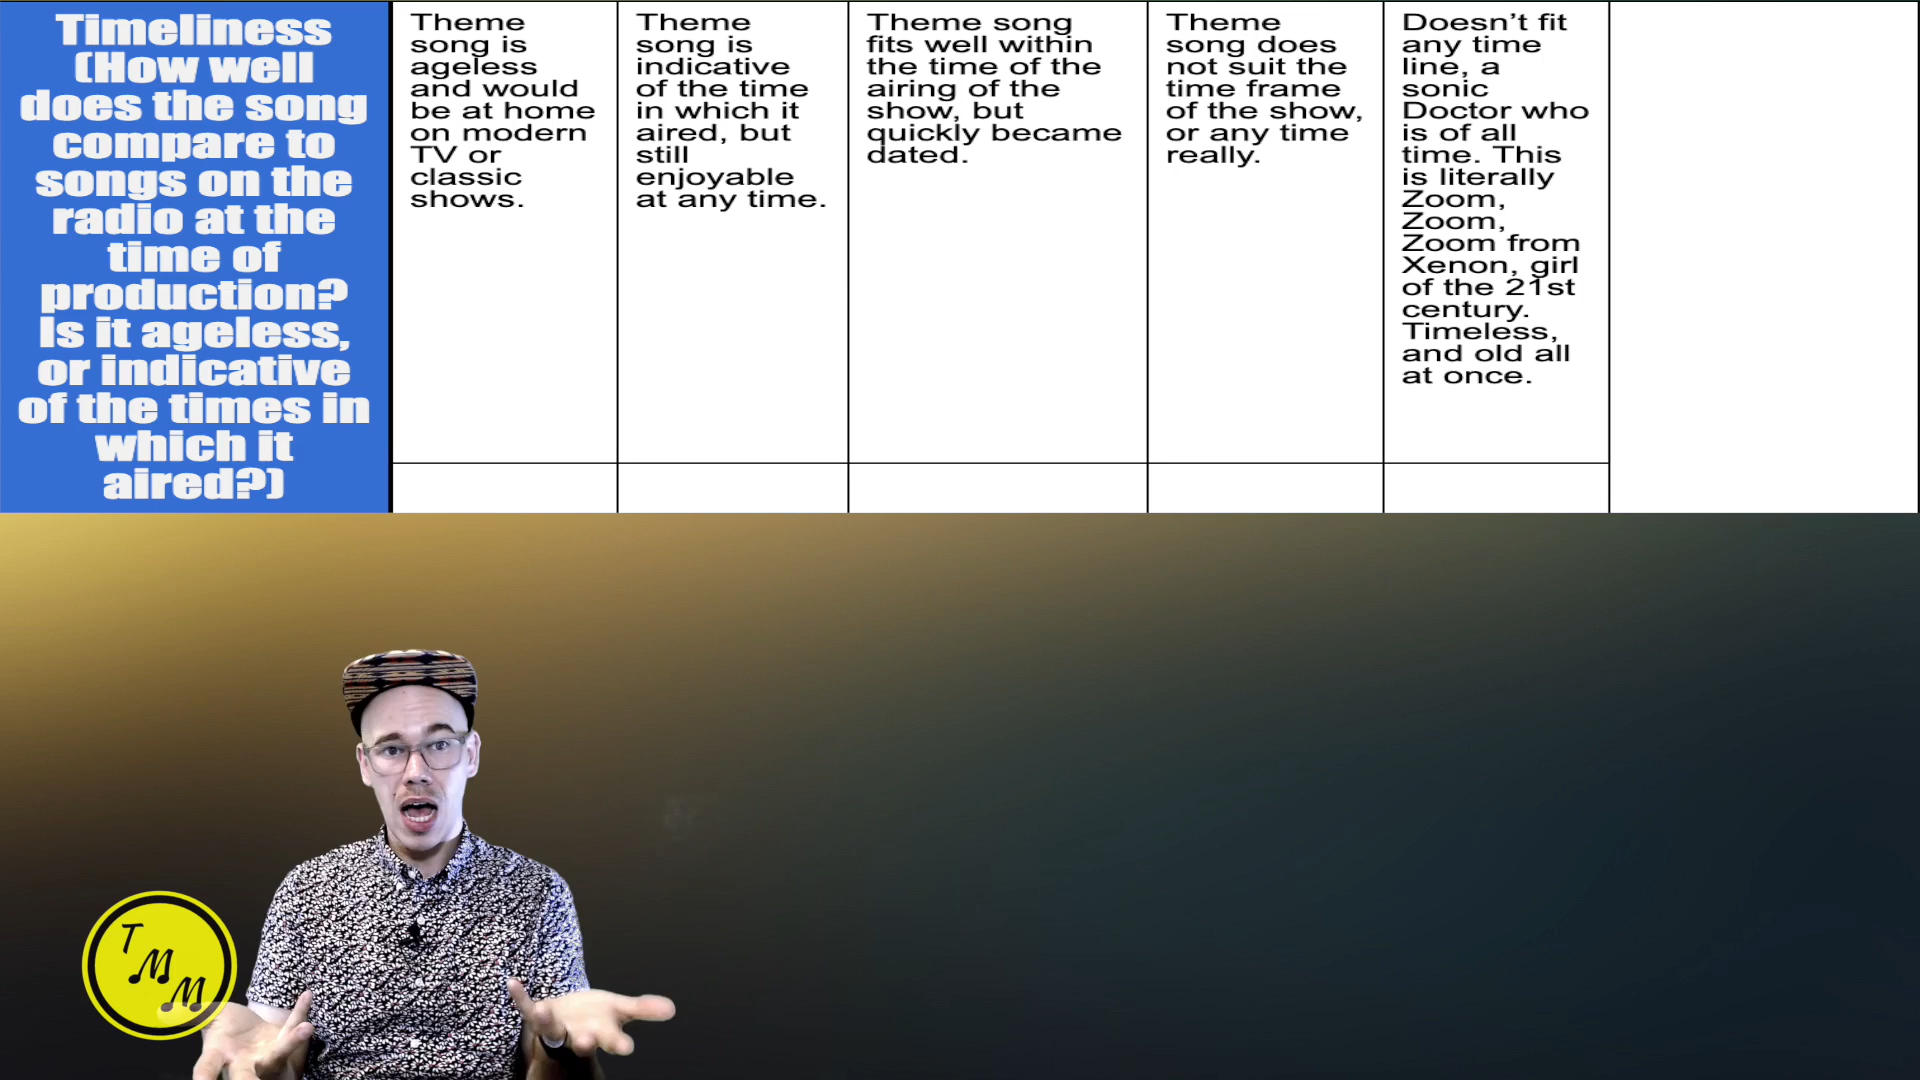 Timeliness
(How well
does the song
compare to
songs on the
radio at the
time of
production?
Is it ageless,
or indicative
of the times in
which it
aired?)
Theme
song is
ageless
and would
be at home
on modern
TV or
classic
shows.
Theme
song is
indicative
of the time
in which it
aired, but
still
enjoyable
at any time.
Theme song
fits well within
the time of the
airing of the
show, but
quickly became
dated.
Theme
song does
not suit the
time frame
of the show,
or any time
really.
Doesn’t fit
any time
line, a
sonic
Doctor who
is of all
time. This
is literally
Zoom,
Zoom,
Zoom from
Xenon, girl
of the 21st
century.
Timeless,
and old all
at once.
T
M
M